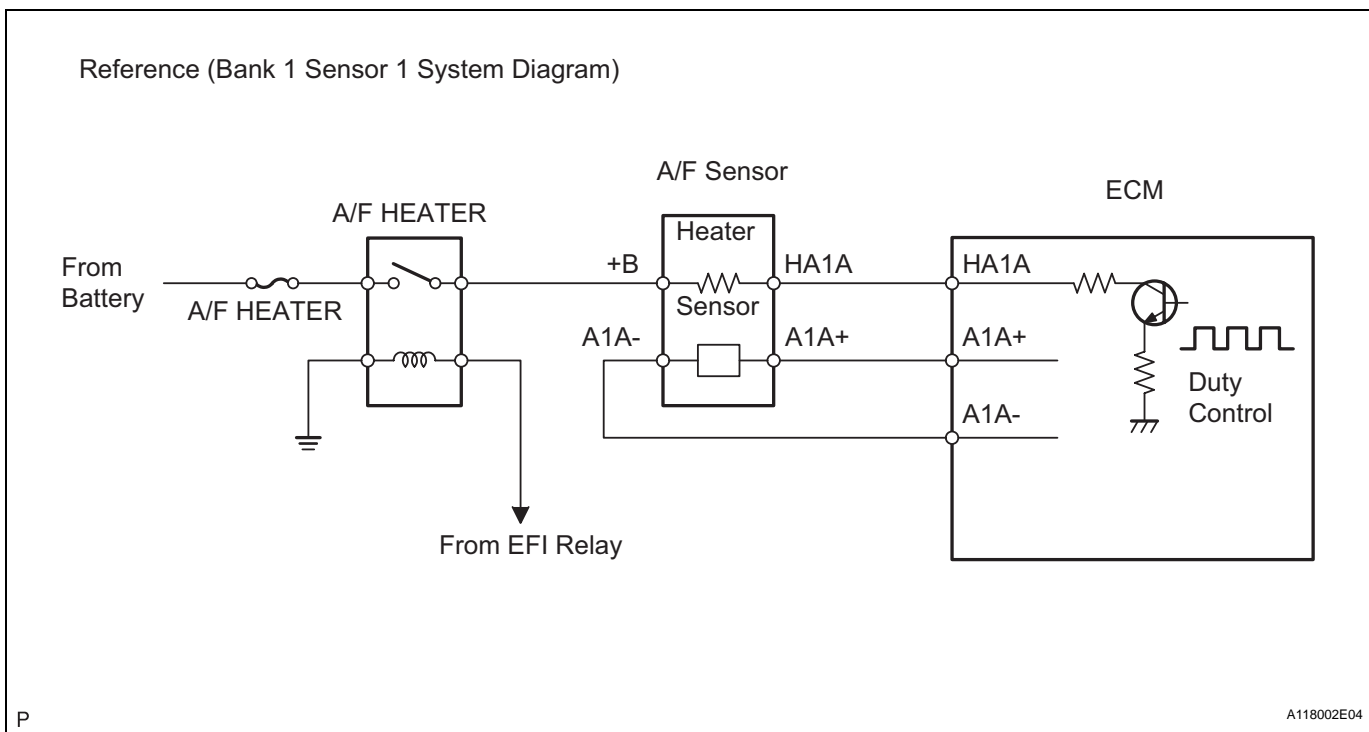 Reference (Bank 1 Sensor 1 System Diagram)
A/F Sensor
ECM
A/F HEATER
Heater
From
Battery
+B
HA1A
HA1A
A/F HEATER
Sensor
A1A-
A1A+
A1A+
Duty
Control
A1A-
From EFI Relay
P
A118002E04